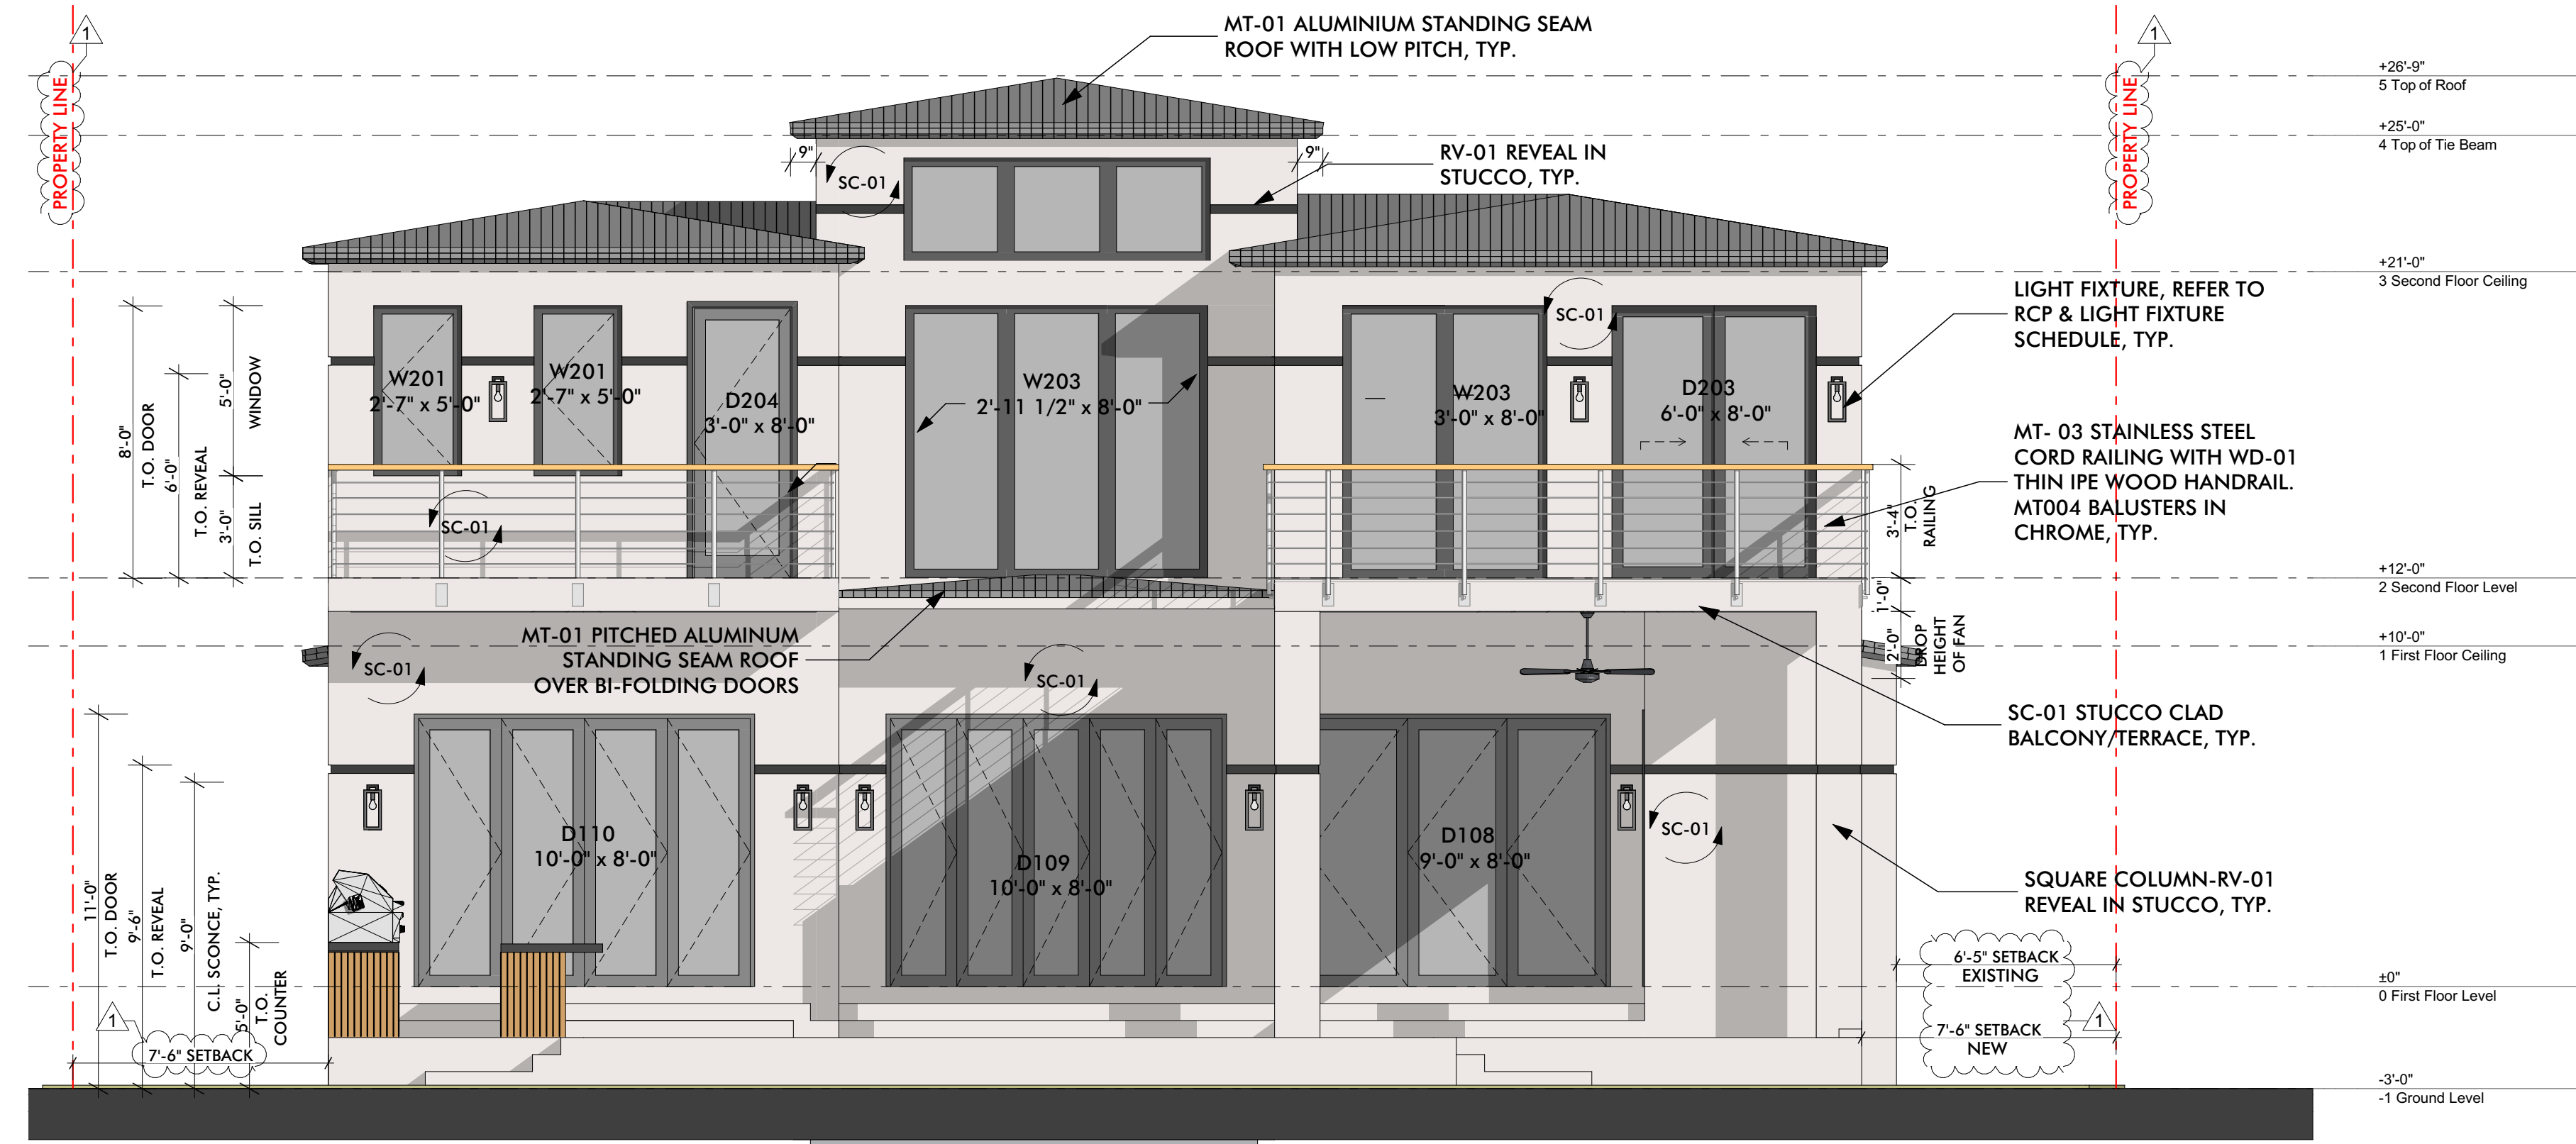 1
PROPERTY LINE
MT-01 ALUMINIUM STANDING SEAM
ROOF WITH LOW PITCH, TYP.
1
PROPERTY LINE
+26'-9"
5 Top of Roof
+25'-0"
4 Top of Tie Beam
9"
SC-01
9"
RV-01 REVEAL IN
STUCCO, TYP.
+21'-0"
3 Second Floor Ceiling
LIGHT FIXTURE, REFER TO
RCP & LIGHT FIXTURE
SCHEDULE, TYP.
SC-01
8'-0"
T.O. DOOR
6'-0"
T.O. REVEAL
5'-0"
WINDOW
3'-0"
T.O. SILL
W201
2'-7" x 5'-0"
W201
2'-7" x 5'-0"
D204
3'-0" x 8'-0"
W203
2'-11 1/2" x 8'-0"
W203
3'-0" x 8'-0"
D203
6'-0" x 8'-0"
MT- 03 STAINLESS STEEL
CORD RAILING WITH WD-01
THIN IPE WOOD HANDRAIL.
MT004 BALUSTERS IN
CHROME, TYP.
SC-01
3'-4"
T.O.
RAILING
+12'-0"
2 Second Floor Level
1'-0"
2'-0"
DROP
HEIGHT
OF FAN
MT-01 PITCHED ALUMINUM
STANDING SEAM ROOF
OVER BI-FOLDING DOORS
SC-01
SC-01
+10'-0"
1 First Floor Ceiling
SC-01 STUCCO CLAD
BALCONY/TERRACE, TYP.
D110
10'-0" x 8'-0"
D109
10'-0" x 8'-0"
D108
9'-0" x 8'-0"
SC-01
SQUARE COLUMN-RV-01
REVEAL IN STUCCO, TYP.
11'-0"
T.O. DOOR
9'-6"
T.O. REVEAL
9'-0"
C.L. SCONCE, TYP.
5'-0"
T.O.
COUNTER
6'-5" SETBACK
EXISTING
±0"
0 First Floor Level
1
7'-6" SETBACK
7'-6" SETBACK
NEW
1
-3'-0"
-1 Ground Level